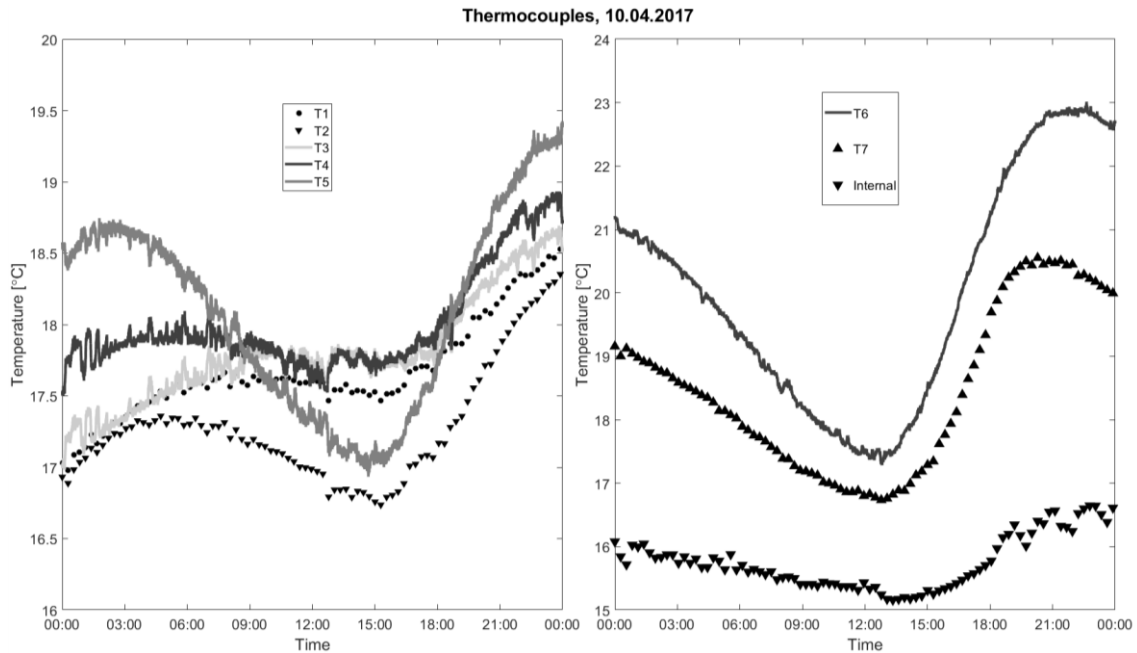 Thermocouples, 10.04.2017
Temperature [°C]
20
19.5
19
18.5
18
17.5
17
16.5
16
00:00 03:00 06:00 09:00 12:00 15:00 18:00 21:00 00:00
Time
T1
T2
T3
T4
T5
Temperature [°C]
24
23
22
21
20
19
18
17
16
15
00:00 03:00 06:00 09:00 12:00 15:00 18:00 21:00 00:00
Time
T6
T7
Internal